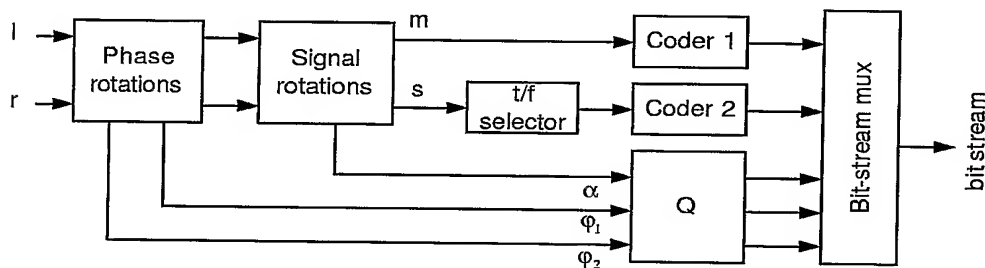 l
r
Phase
rotations
Signal
rotations
m
s
t/f
selector
Coder 1
Coder 2
α
φ₁
φ₂
Q
Bit-stream mux
bit stream